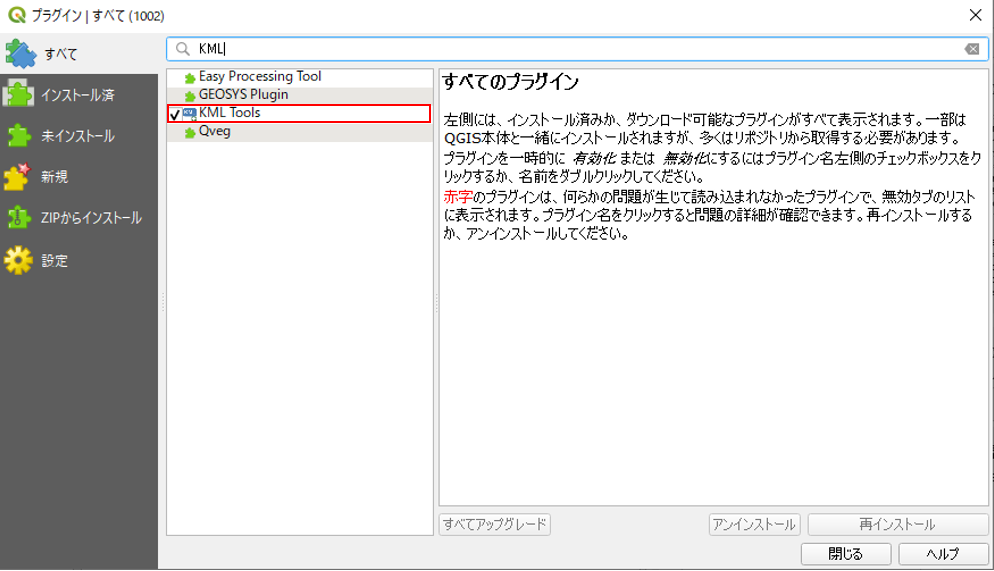 プラグイン | すべて (1002)
すべて
インストール済
未インストール
新規
ZIPからインストール
設定
KML
Easy Processing Tool
GEOSYS Plugin
KML Tools
Qveg
すべてのプラグイン
左側には、インストール済みか、ダウンロード可能なプラグインがすべて表示されます。一部は
QGIS本体と一緒にインストールされますが、多くはリポジトリから取得する必要があります。
プラグインを一時的に 有効化 または 無効化にするにはプラグイン名左側のチェックボックスをク
リックするか、名前をダブルクリックしてください。
赤字のプラグインは、何らかの問題が生じて読み込まれなかったプラグインで、無効タブのリスト
に表示されます。プラグイン名をクリックすると問題の詳細が確認できます。再インストールする
か、アンインストールしてください。
すべてアップグレード
アンインストール
再インストール
閉じる
ヘルプ